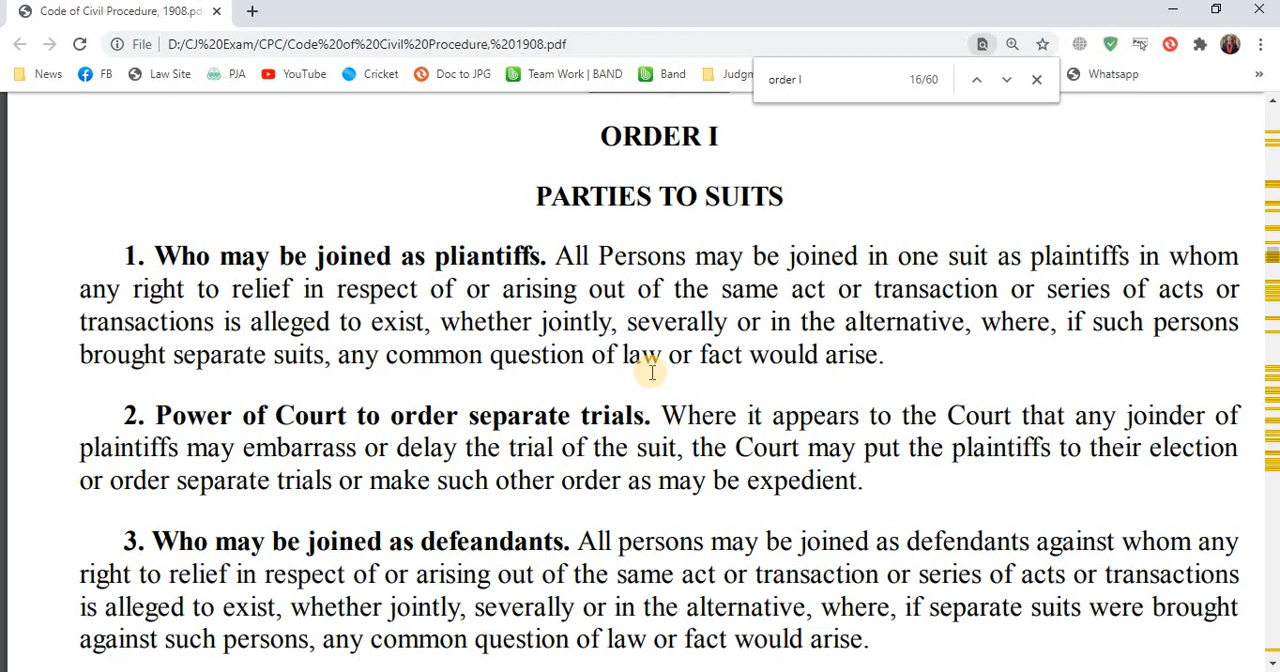 Code of Civil Procedure, 1908.pd
File D:/CJ%20Exam/CPC/Code%20of%20Civil%20Procedure,%201908.pdf
News FB Law Site PJA YouTube Cricket Doc to JPG Team Work | BAND Band Judgn Whatsapp »
order I 16/60
ORDER I
PARTIES TO SUITS
1. Who may be joined as pliantiffs. All Persons may be joined in one suit as plaintiffs in whom
any right to relief in respect of or arising out of the same act or transaction or series of acts or
transactions is alleged to exist, whether jointly, severally or in the alternative, where, if such persons
brought separate suits, any common question of law or fact would arise.
2. Power of Court to order separate trials. Where it appears to the Court that any joinder of
plaintiffs may embarrass or delay the trial of the suit, the Court may put the plaintiffs to their election
or order separate trials or make such other order as may be expedient.
3. Who may be joined as defeandants. All persons may be joined as defendants against whom any
right to relief in respect of or arising out of the same act or transaction or series of acts or transactions
is alleged to exist, whether jointly, severally or in the alternative, where, if separate suits were brought
against such persons, any common question of law or fact would arise.